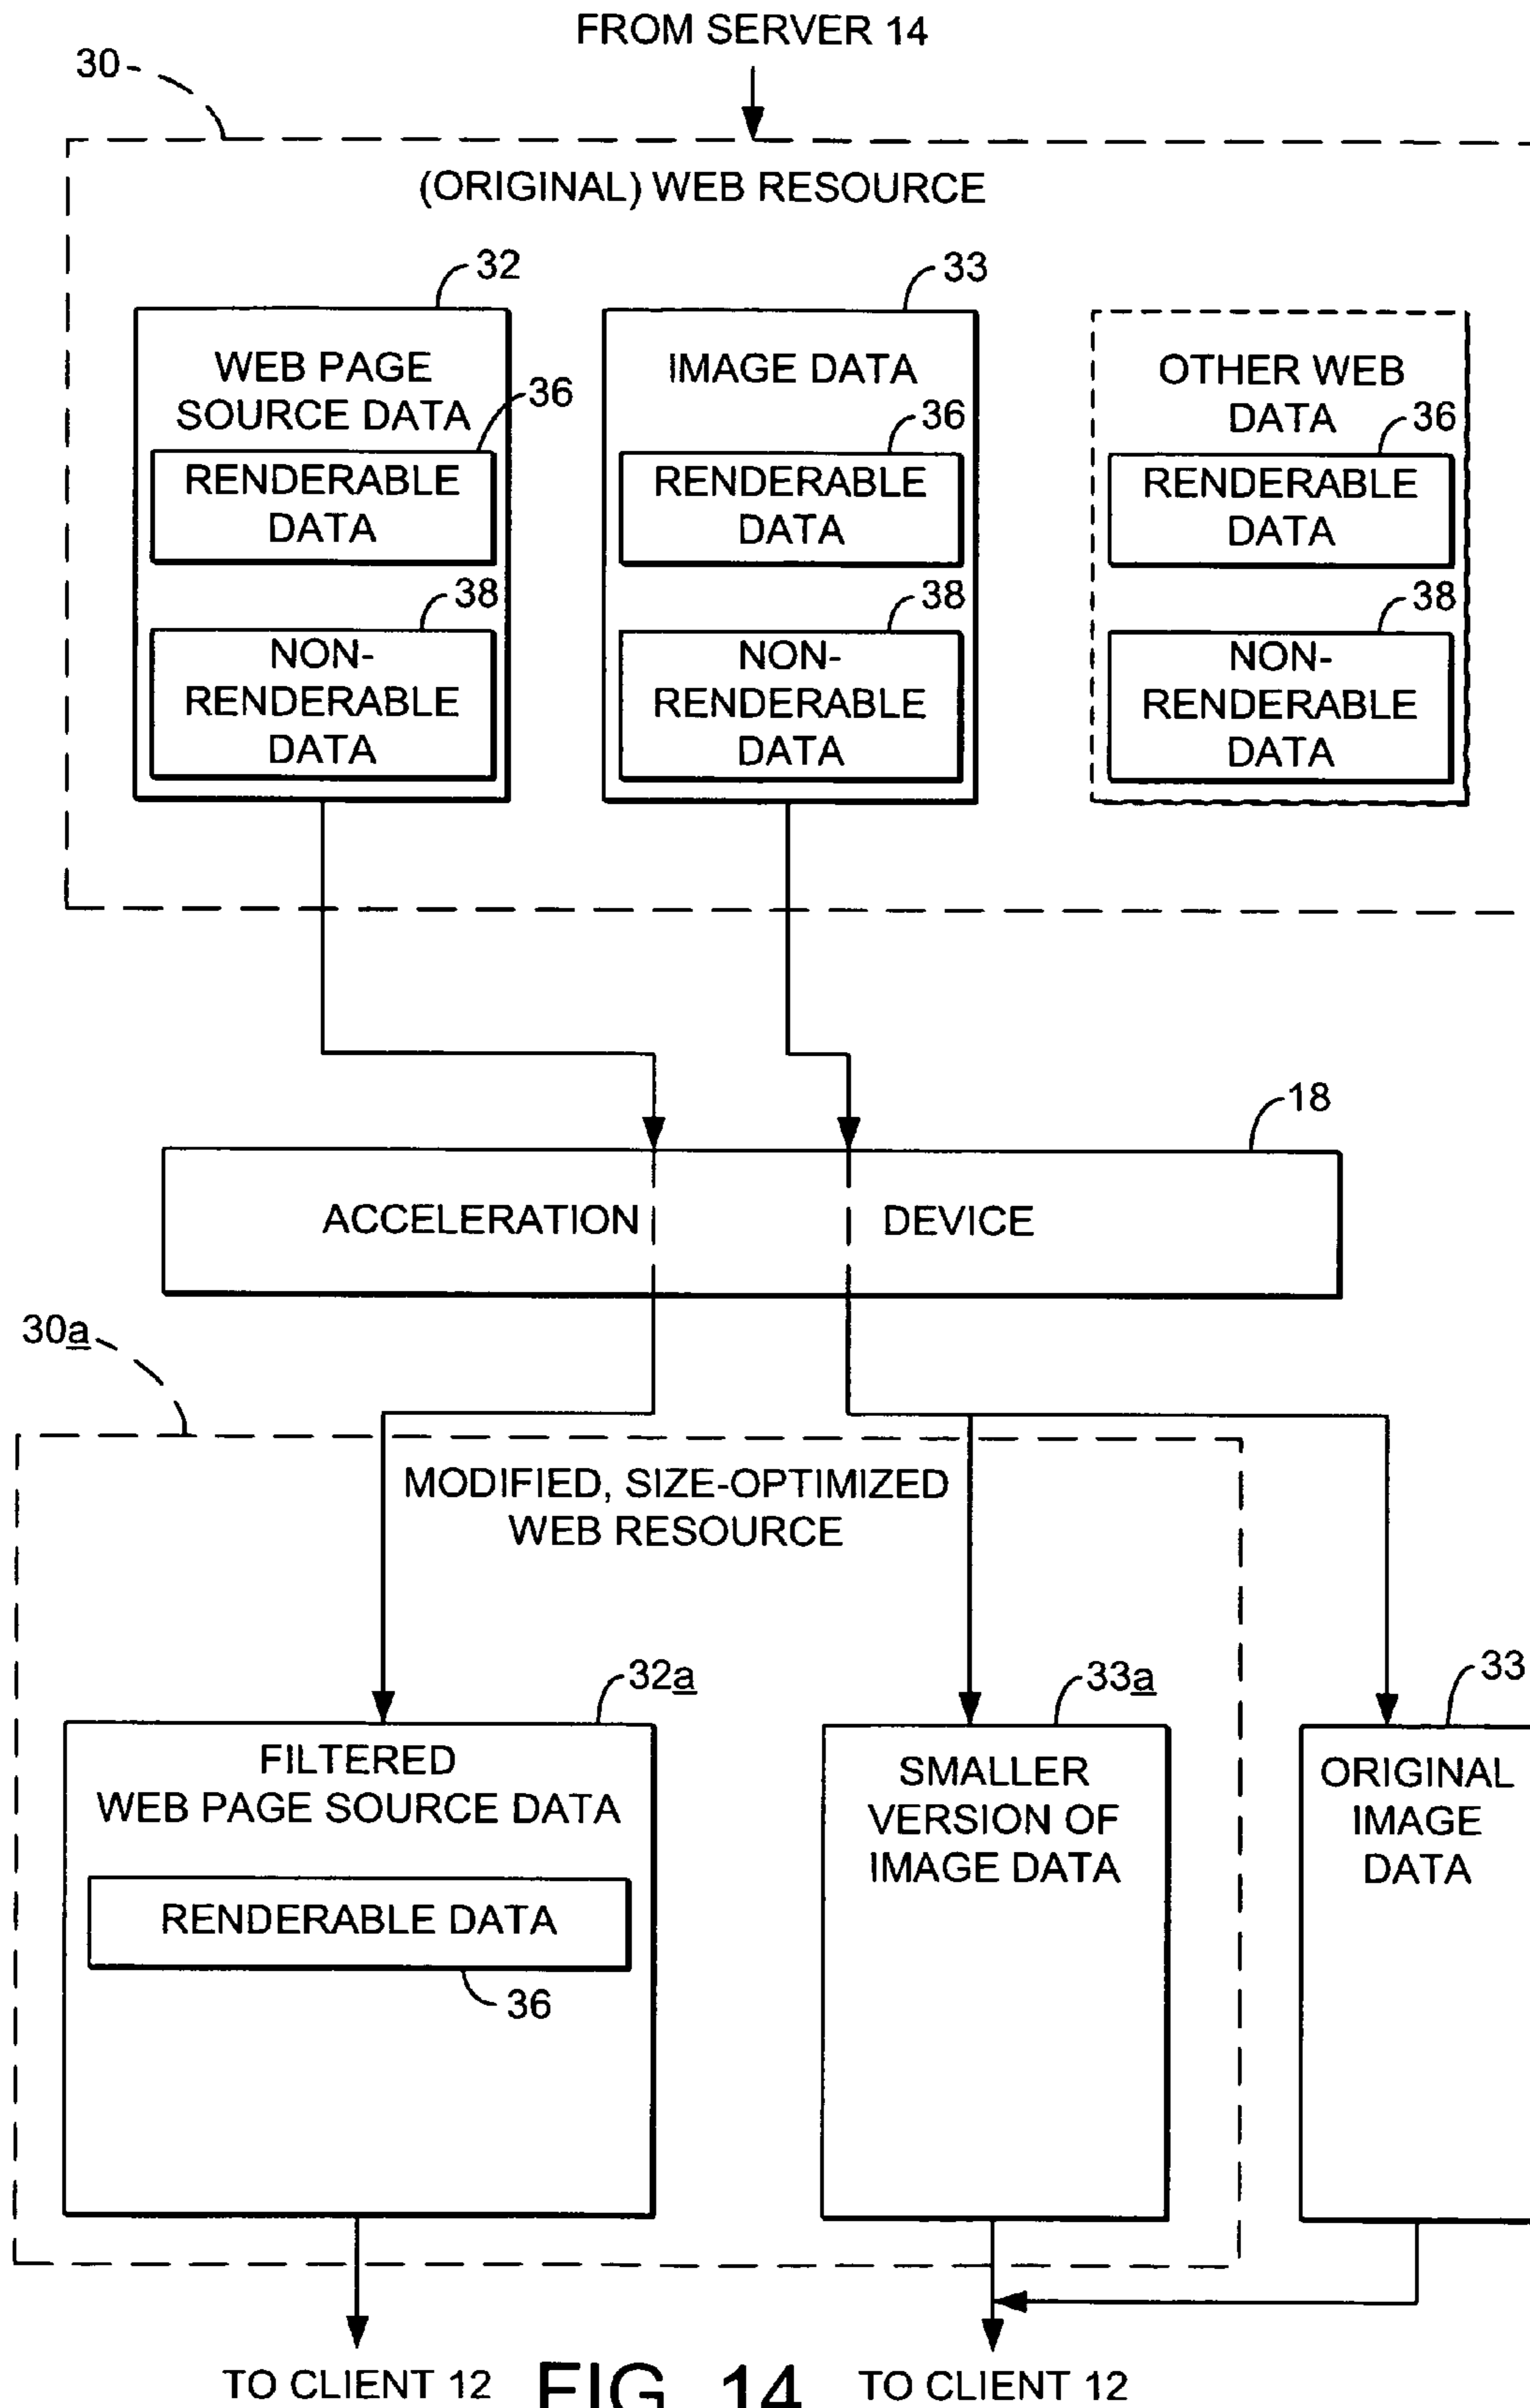 FROM SERVER 14
30
(ORIGINAL) WEB RESOURCE
32
WEB PAGE
SOURCE DATA
36
RENDERABLE
DATA
38
NON-
RENDERABLE
DATA
33
IMAGE DATA
36
RENDERABLE
DATA
38
NON-
RENDERABLE
DATA
OTHER WEB
DATA
36
RENDERABLE
DATA
38
NON-
RENDERABLE
DATA
18
ACCELERATION DEVICE
30a
MODIFIED, SIZE-OPTIMIZED
WEB RESOURCE
32a
FILTERED
WEB PAGE SOURCE DATA
RENDERABLE DATA
36
33a
SMALLER
VERSION OF
IMAGE DATA
33
ORIGINAL
IMAGE
DATA
TO CLIENT 12
FIG. 14
TO CLIENT 12